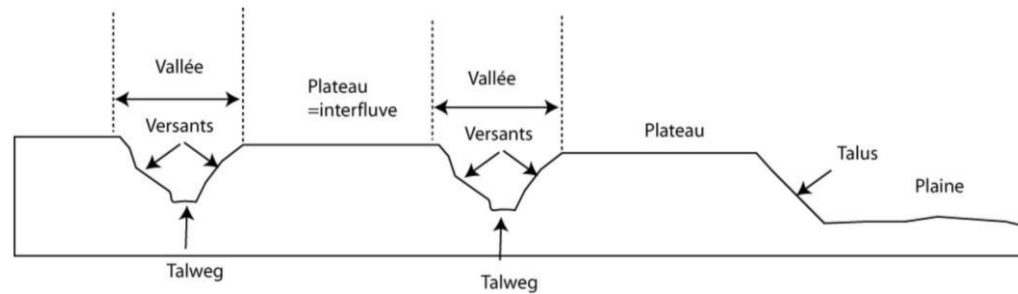 Vallée
Vallée
Plateau
=interfluve
Versants
Versants
Plateau
Talus
Plaine
Talweg
Talweg